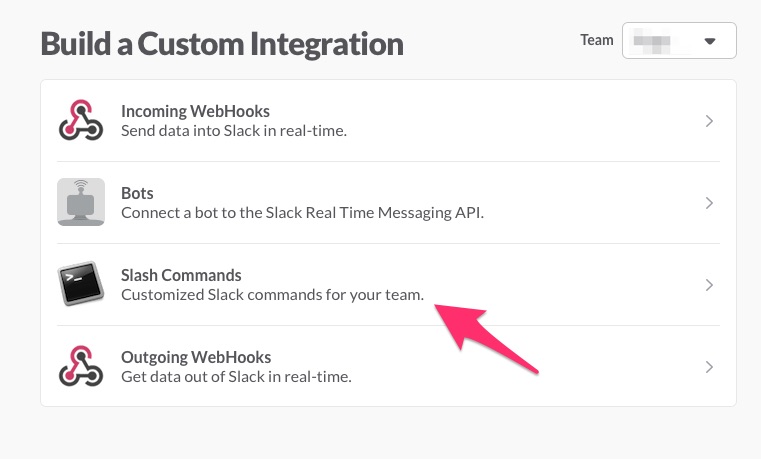 Build a Custom Integration
Team
Incoming WebHooks
Send data into Slack in real-time.
Bots
Connect a bot to the Slack Real Time Messaging API.
>_
Slash Commands
Customized Slack commands for your team.
Outgoing WebHooks
Get data out of Slack in real-time.